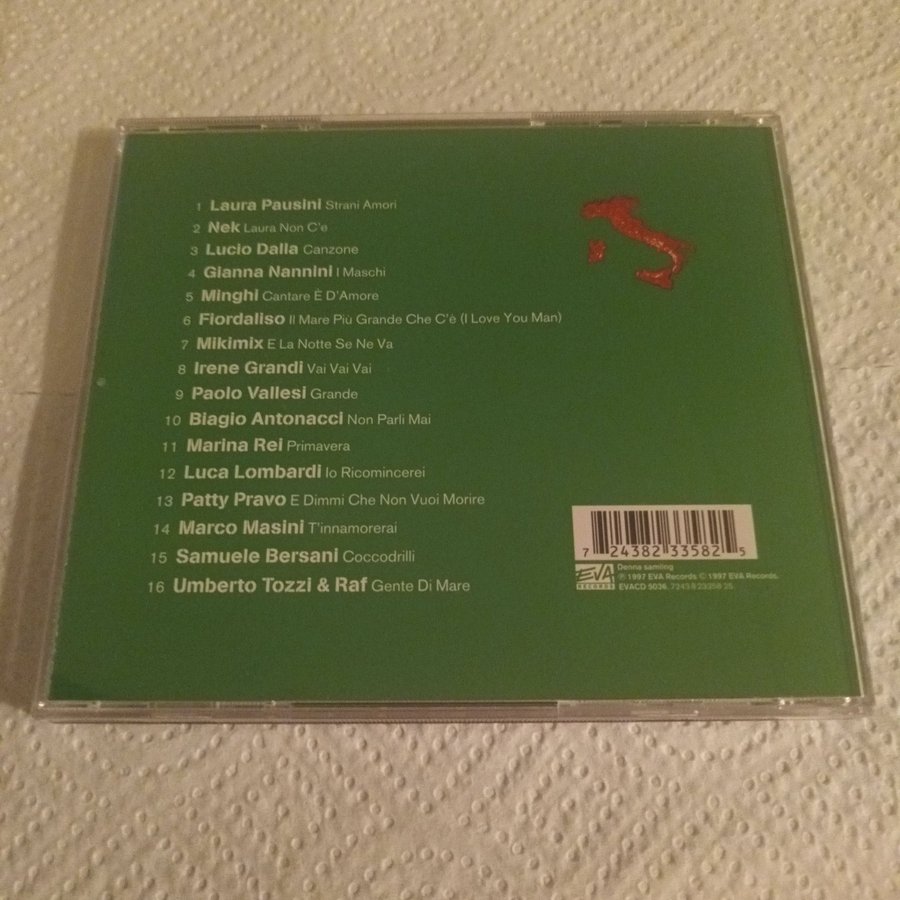 1 Laura Pausini Strani Amori
2 Nek Laura Non C'e
3 Lucio Dalla Canzone
4 Gianna Nannini I Maschi
5 Minghi Cantare È D'Amore
6 Fiordaliso Il Mare Più Grande Che C'è (I Love You Man)
7 Mikimix E La Notte Se Ne Va
8 Irene Grandi Vai Vai Vai
9 Paolo Vallesi Grande
10 Biagio Antonacci Non Parli Mai
11 Marina Rei Primavera
12 Luca Lombardi Io Ricomincerei
13 Patty Pravo E Dimmi Che Non Vuoi Morire
14 Marco Masini T'innamorerai
15 Samuele Bersani Coccodrilli
16 Umberto Tozzi & Raf Gente Di Mare
7 24382 33582 5
EVA RECORDS
Denna samling
℗ 1997 EVA Records © 1997 EVA Records.
EVACD 5036, 7243 8 23358 25